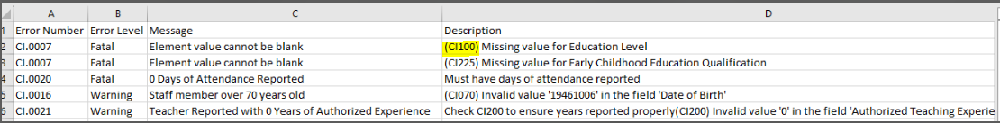 A B C D
1 Error Number Error Level Message Description
2 CI.0007 Fatal Element value cannot be blank (CI100) Missing value for Education Level
3 CI.0007 Fatal Element value cannot be blank (CI225) Missing value for Early Childhood Education Qualification
4 CI.0020 Fatal 0 Days of Attendance Reported Must have days of attendance reported
5 CI.0016 Warning Staff member over 70 years old (CI070) Invalid value '19461006' in the field 'Date of Birth'
6 CI.0021 Warning Teacher Reported with 0 Years of Authorized Experience Check CI200 to ensure years reported properly(CI200) Invalid value '0' in the field 'Authorized Teaching Experie